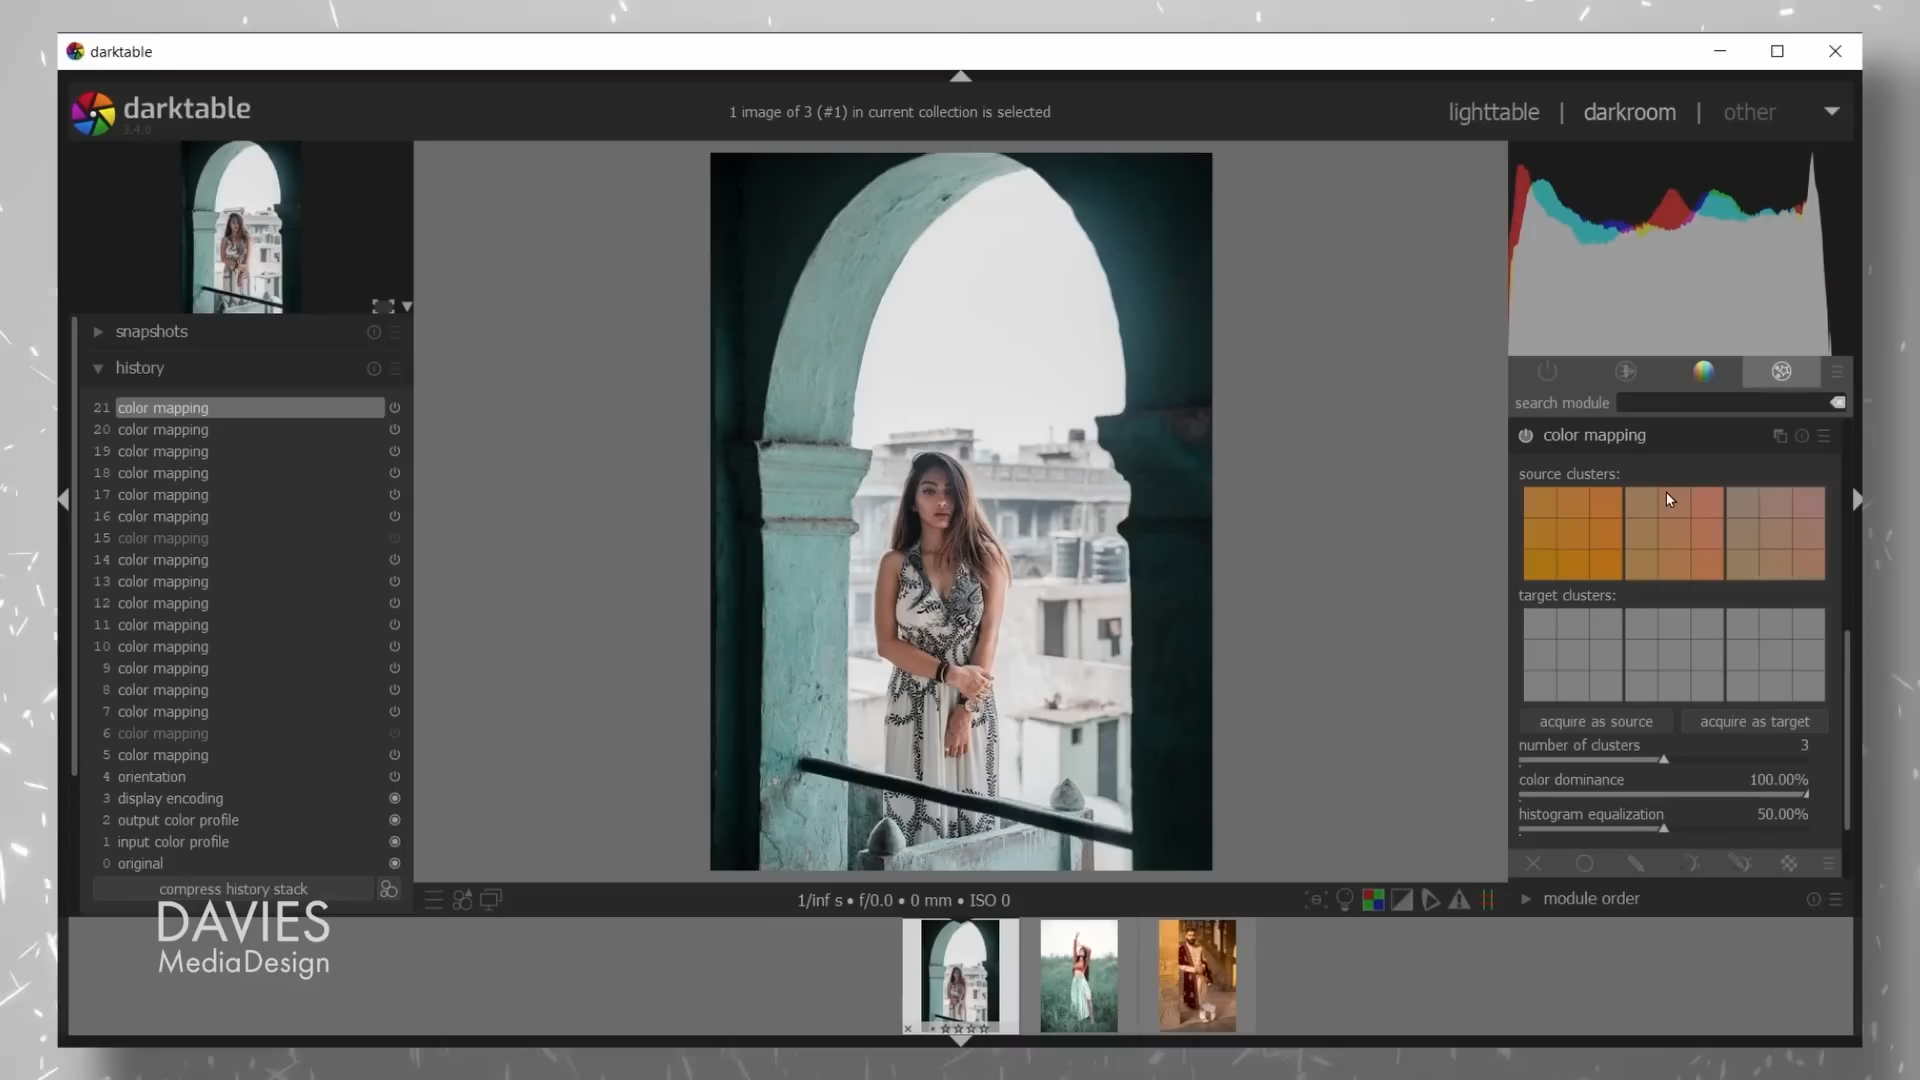 darktable
darktable
3.4.0
1 image of 3 (#1) in current collection is selected
lighttable | darkroom | other
snapshots
history
21 color mapping
20 color mapping
19 color mapping
18 color mapping
17 color mapping
16 color mapping
15 color mapping
14 color mapping
13 color mapping
12 color mapping
11 color mapping
10 color mapping
9 color mapping
8 color mapping
7 color mapping
6 color mapping
5 color mapping
4 orientation
3 display encoding
2 output color profile
1 input color profile
0 original
compress history stack
DAVIES
MediaDesign
1/inf s • f/0.0 • 0 mm • ISO 0
search module
color mapping
source clusters:
target clusters:
acquire as source
acquire as target
number of clusters 3
color dominance 100.00%
histogram equalization 50.00%
module order